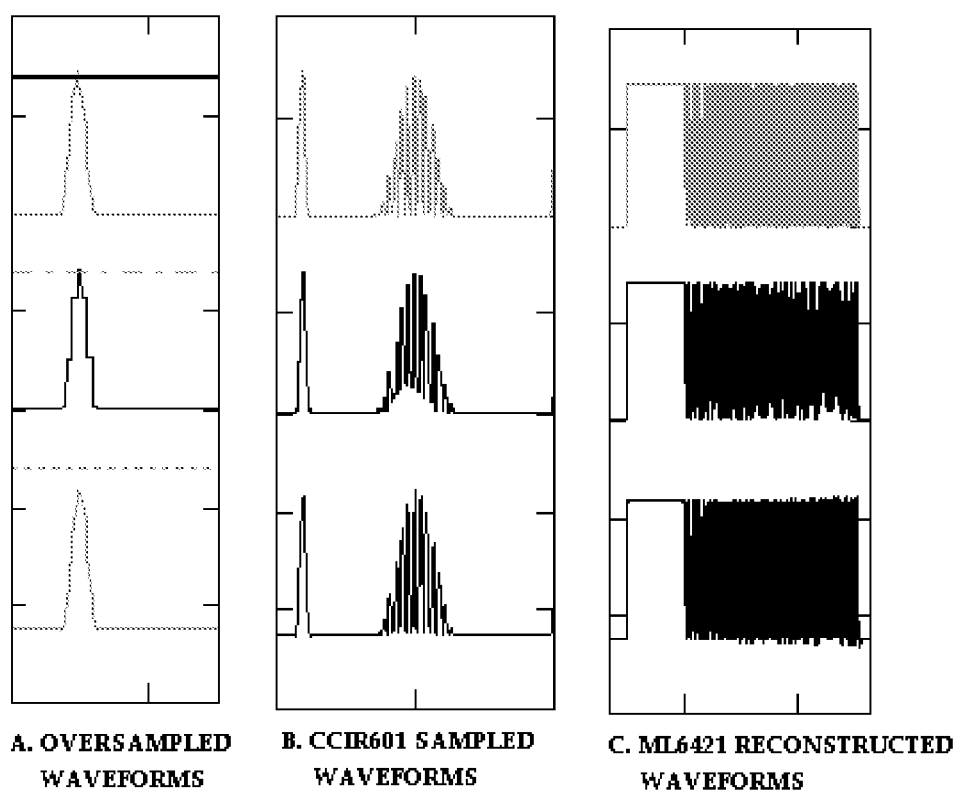 A. OVERSAMPLED
WAVEFORMS
B. CCIR601 SAMPLED
WAVEFORMS
C. ML6421 RECONSTRUCTED
WAVEFORMS